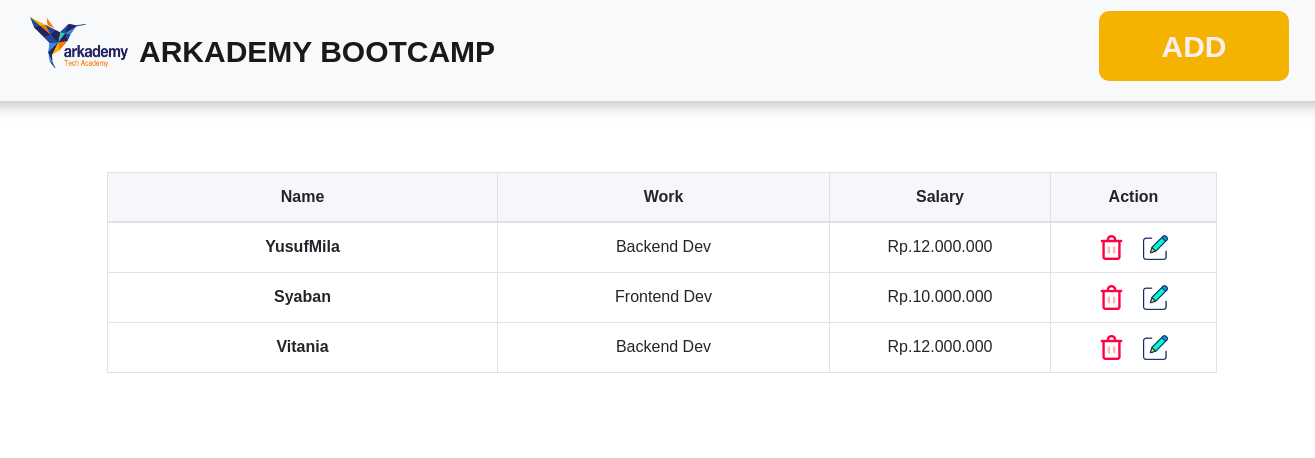 arkademy
Tech Academy
ARKADEMY BOOTCAMP
ADD
Name Work Salary Action
YusufMila Backend Dev Rp.12.000.000
Syaban Frontend Dev Rp.10.000.000
Vitania Backend Dev Rp.12.000.000